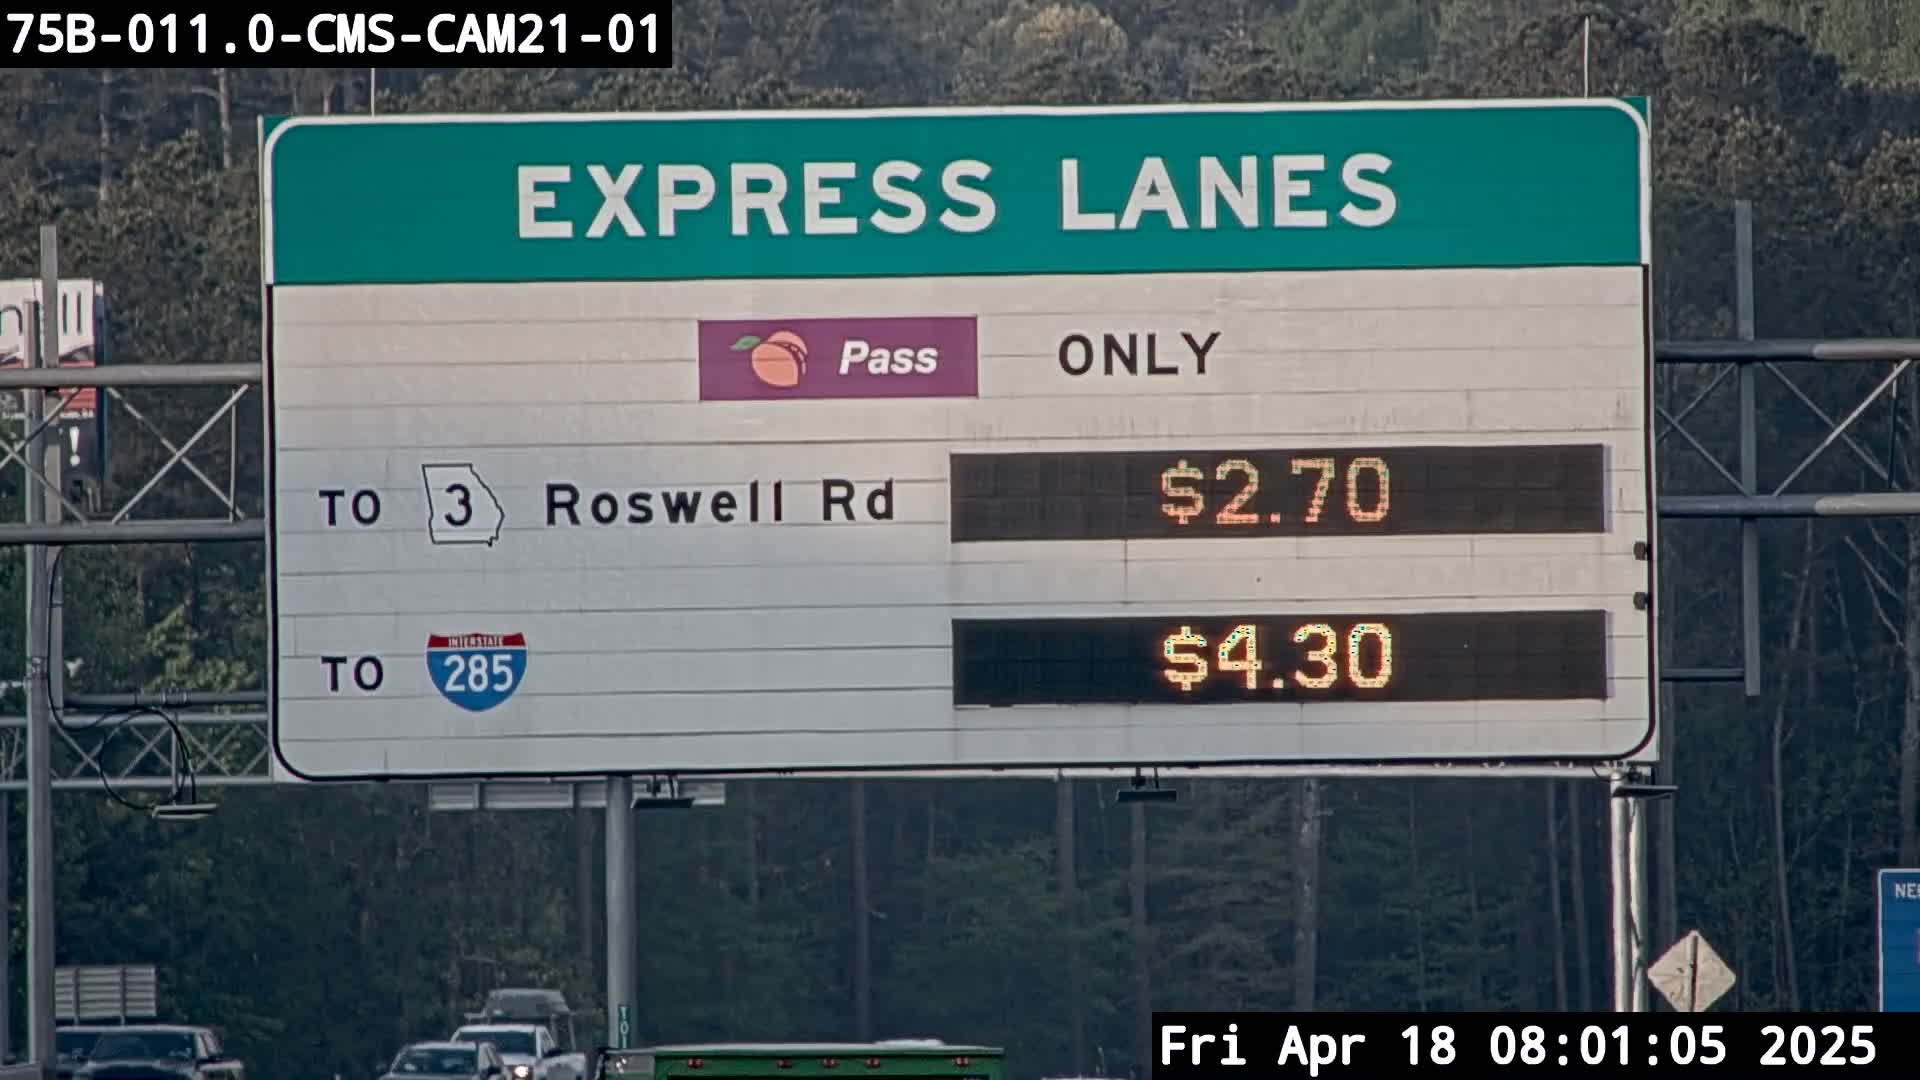 75B-011.0-CMS-CAM21-01
EXPRESS LANES
Pass ONLY
TO 3 Roswell Rd $2.70
TO INTERSTATE 285 $4.30
!
TOI
Fri Apr 18 08:01:05 2025